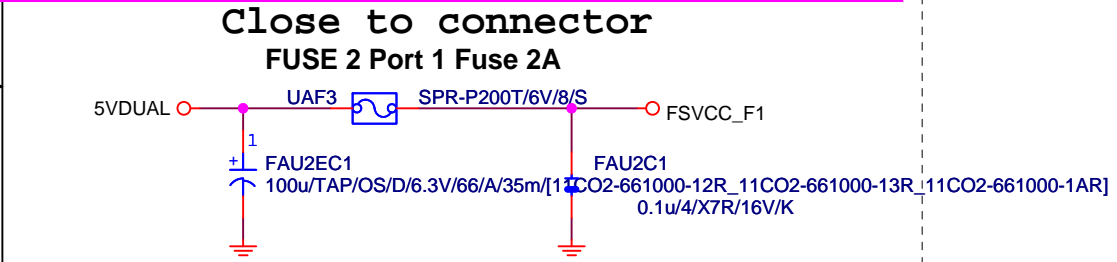 Close to connector
FUSE 2 Port 1 Fuse 2A
UAF3 SPR-P200T/6V/8/S
5VDUAL FSVCC_F1
1
+ FAU2EC1 FAU2C1
100u/TAP/OS/D/6.3V/66/A/35m/[11CO2-661000-12R_11CO2-661000-13R_11CO2-661000-1AR]
0.1u/4/X7R/16V/K